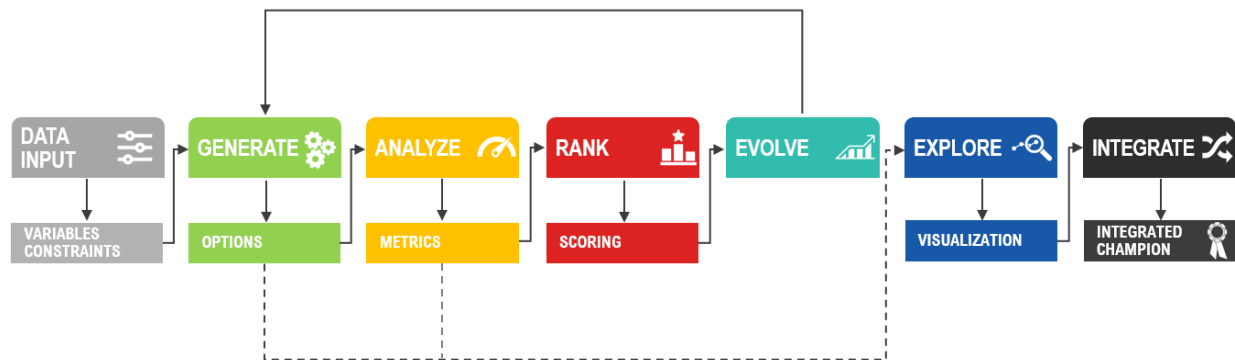 DATA
INPUT
GENERATE
ANALYZE
RANK
EVOLVE
EXPLORE
INTEGRATE
VARIABLES
CONSTRAINTS
OPTIONS
METRICS
SCORING
VISUALIZATION
INTEGRATED
CHAMPION